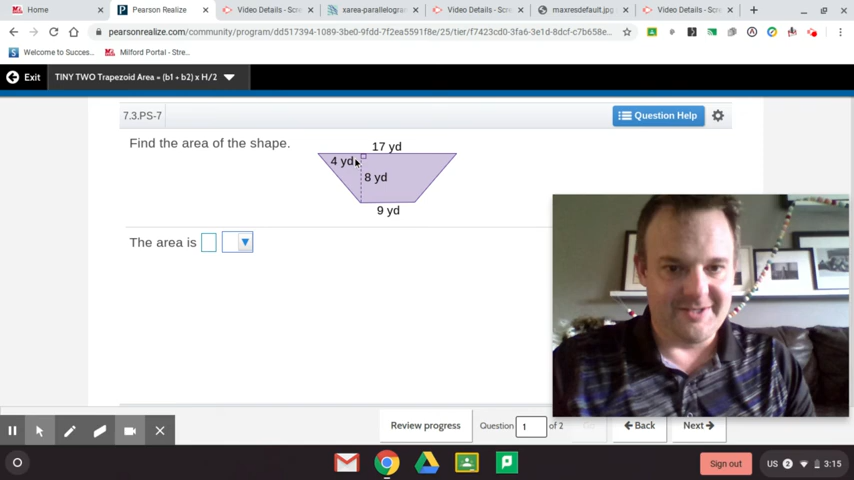 Home
Pearson Realize
Video Details - Scre
xarea-parallelogra
Video Details - Scre
maxresdefault.jpg
Video Details - Scre
pearsonrealize.com/community/program/dd517394-1089-3be0-9fdd-7f2ea5591f8e/25/tier/f7423cd0-3fa6-3e1d-8dcf-c7b658e...
Welcome to Succes...
Milford Portal - Stre...
Exit
TINY TWO Trapezoid Area = (b1 + b2) x H/2
7.3.PS-7
Question Help
Find the area of the shape.
17 yd
4 yd
8 yd
9 yd
The area is
Review progress
Question 1 of 2
Back
Next
Sign out
US 2 3:15